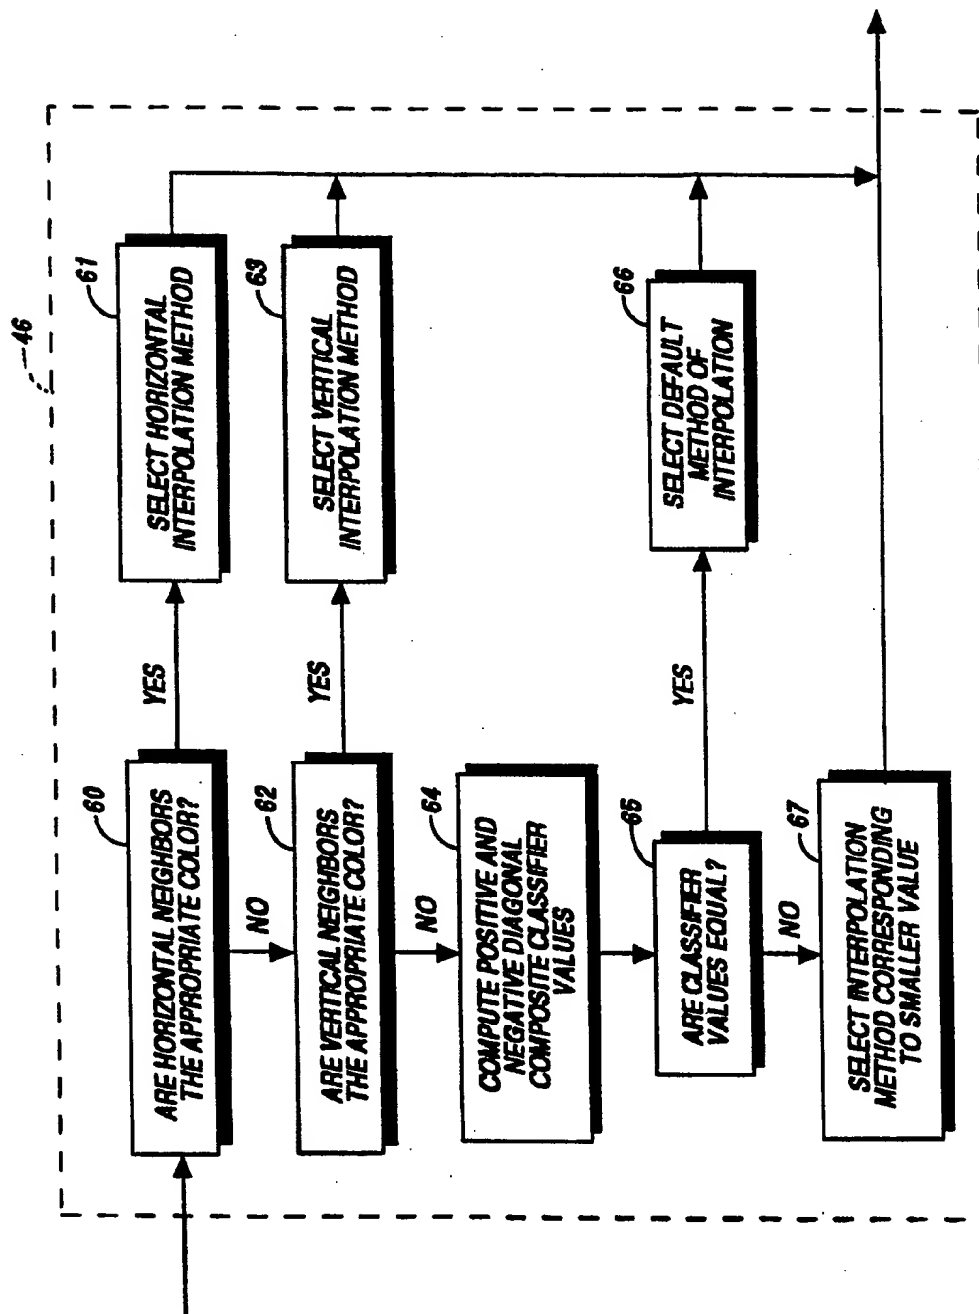 46
60
ARE HORIZONTAL NEIGHBORS
THE APPROPRIATE COLOR?
YES
61
SELECT HORIZONTAL
INTERPOLATION METHOD
NO
62
ARE VERTICAL NEIGHBORS
THE APPROPRIATE COLOR?
YES
63
SELECT VERTICAL
INTERPOLATION METHOD
NO
64
COMPUTE POSITIVE AND
NEGATIVE DIAGONAL
COMPOSITE CLASSIFIER
VALUES
65
ARE CLASSIFIER
VALUES EQUAL?
YES
66
SELECT DEFAULT
METHOD OF
INTERPOLATION
NO
67
SELECT INTERPOLATION
METHOD CORRESPONDING
TO SMALLER VALUE